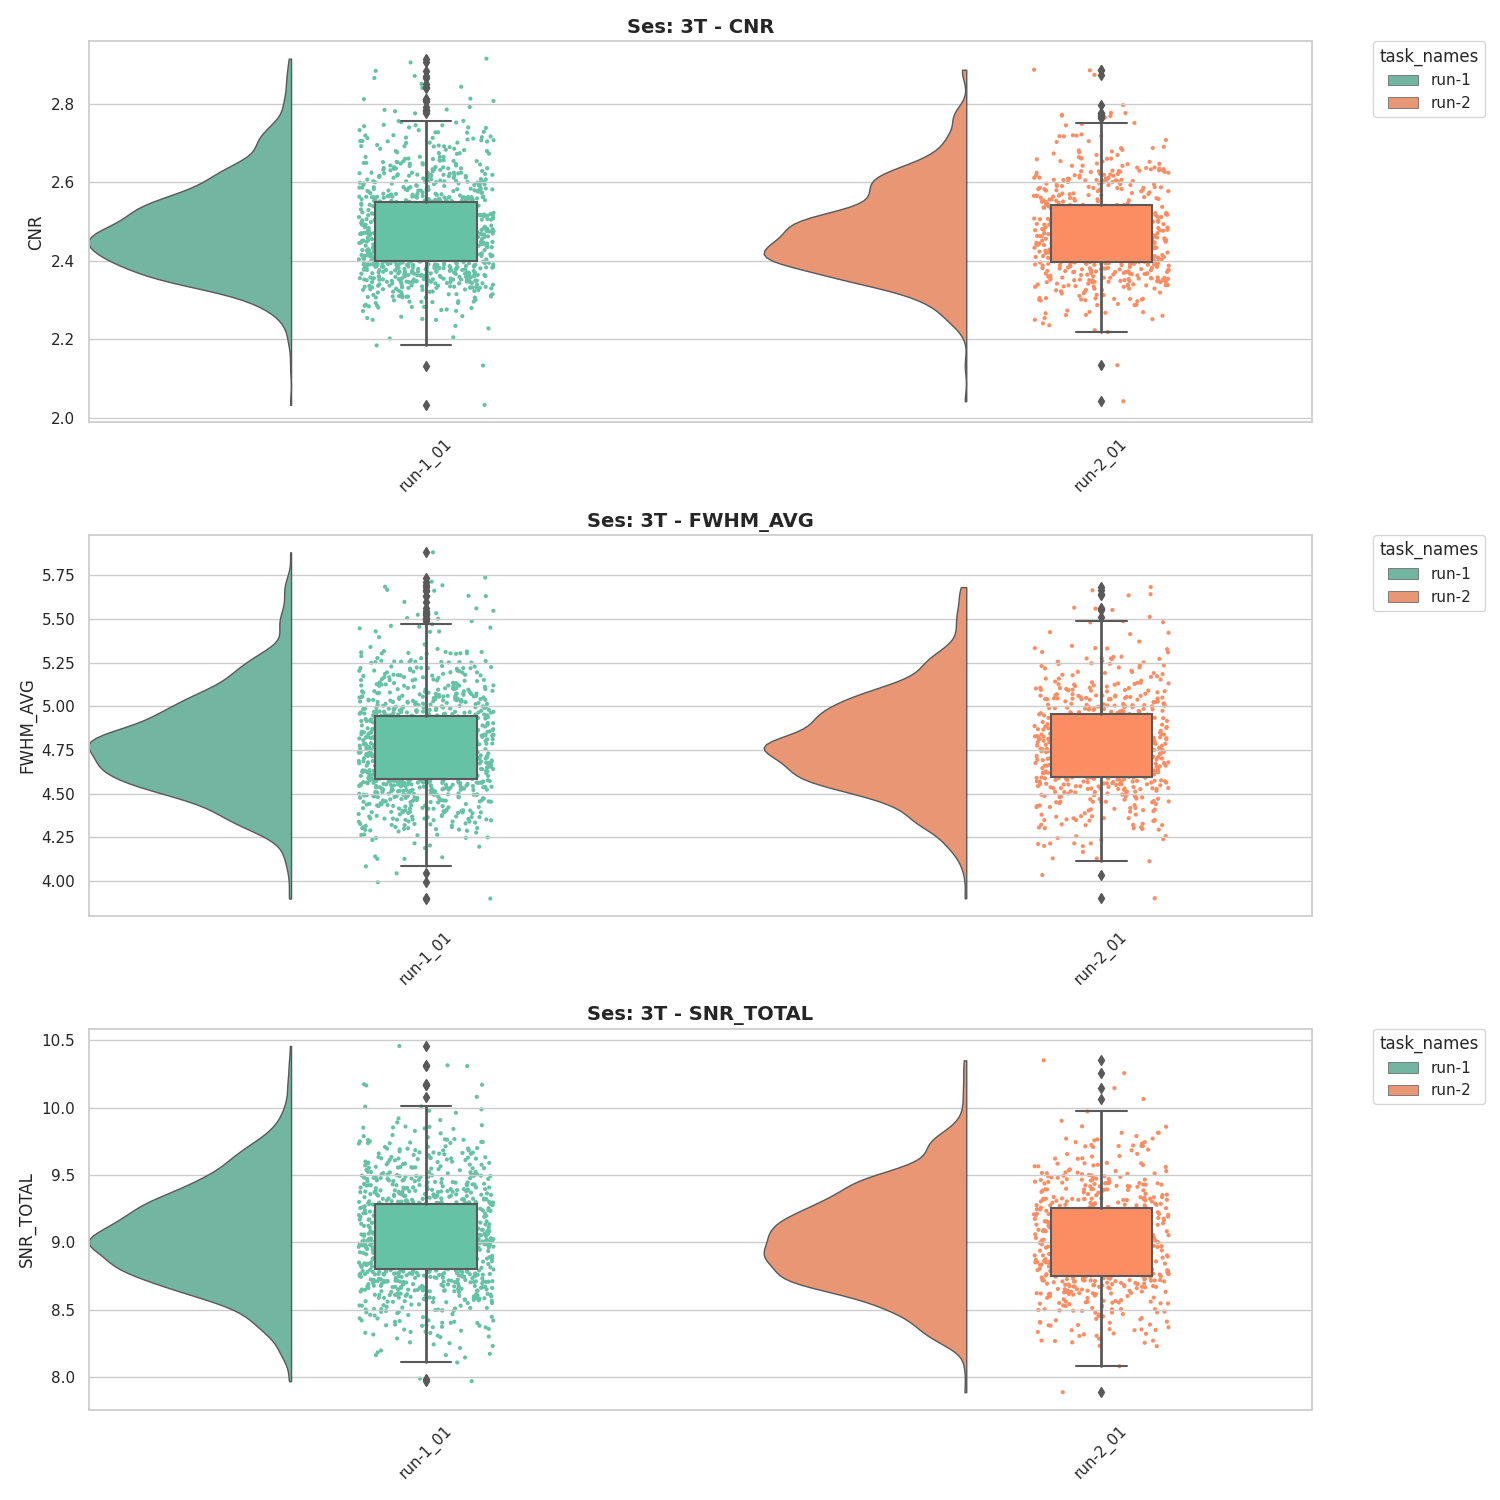 Ses: 3T - CNR
CNR
2.8
2.6
2.4
2.2
2.0
run-1_01
run-2_01
task_names
run-1
run-2
Ses: 3T - FWHM_AVG
FWHM_AVG
5.75
5.50
5.25
5.00
4.75
4.50
4.25
4.00
run-1_01
run-2_01
task_names
run-1
run-2
Ses: 3T - SNR_TOTAL
SNR_TOTAL
10.5
10.0
9.5
9.0
8.5
8.0
run-1_01
run-2_01
task_names
run-1
run-2